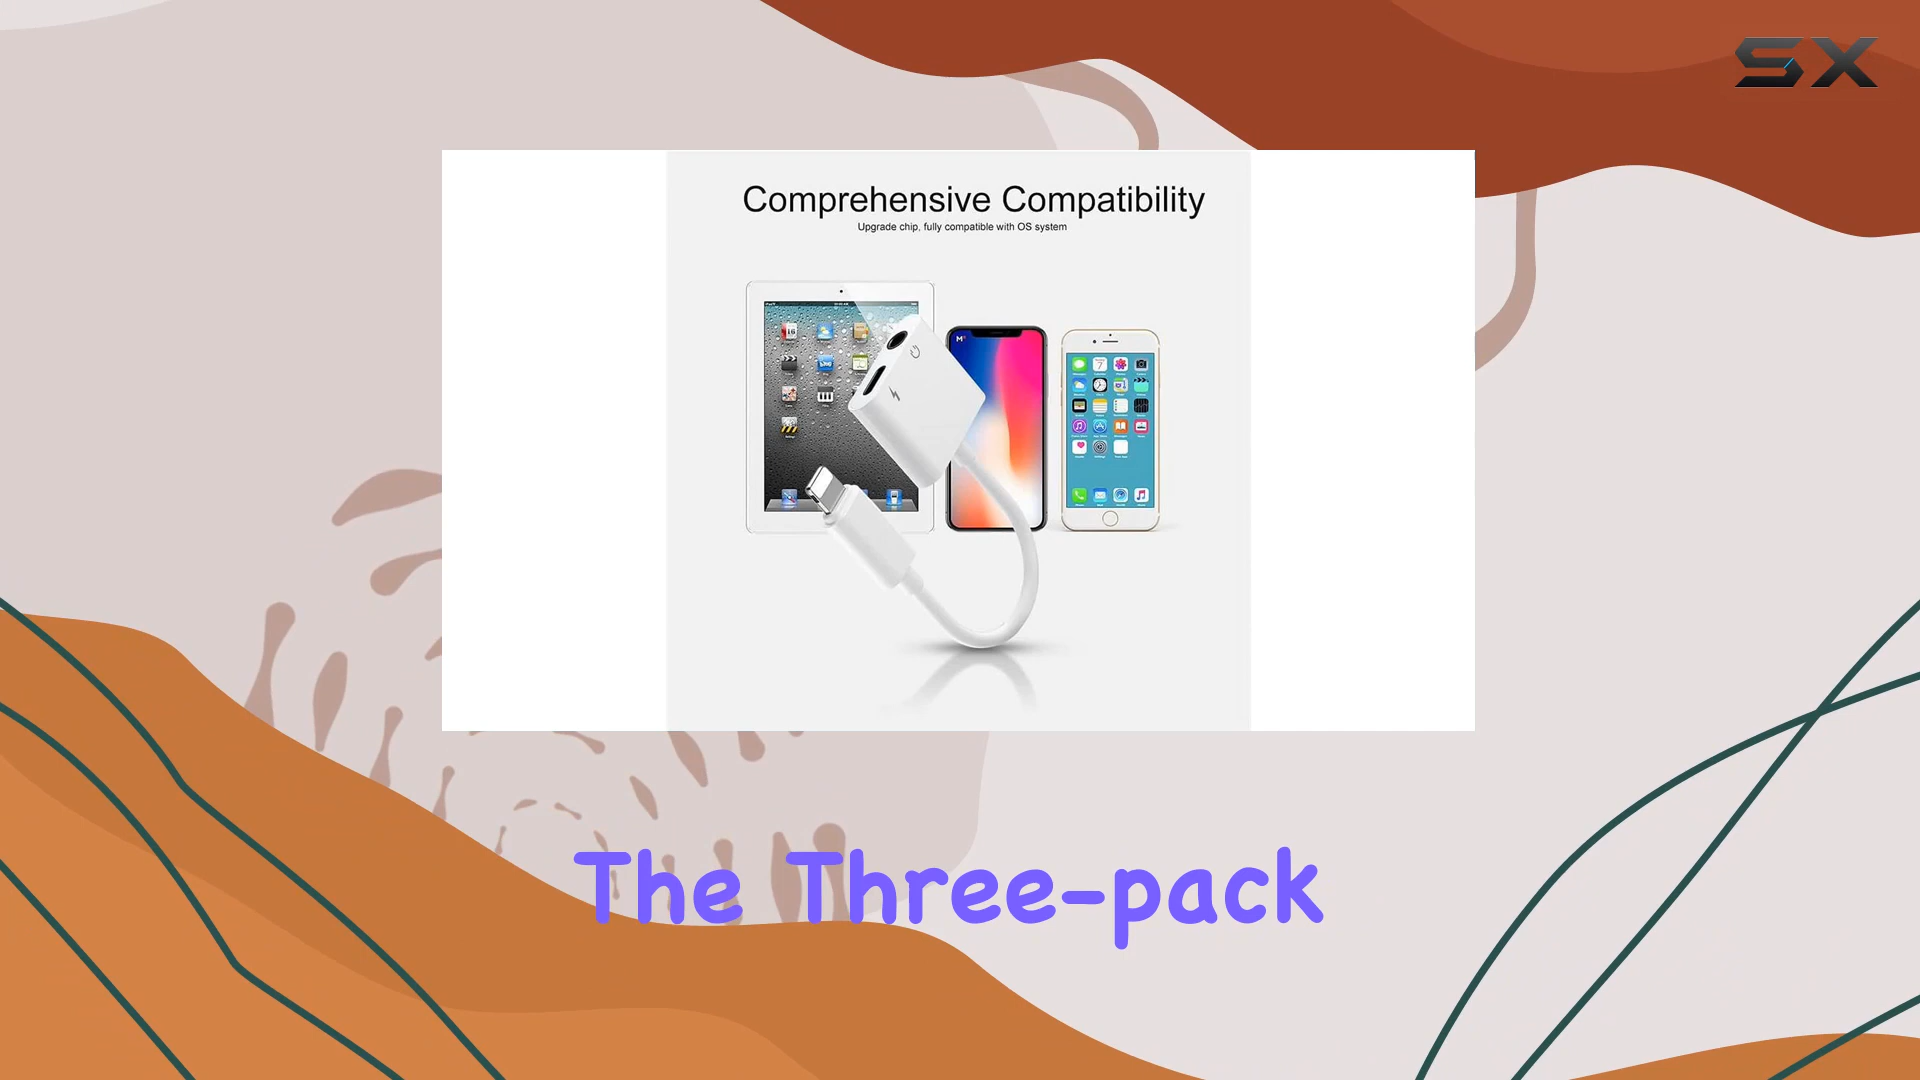 SX
Comprehensive Compatibility
Upgrade chip, fully compatible with OS system
The Three-pack